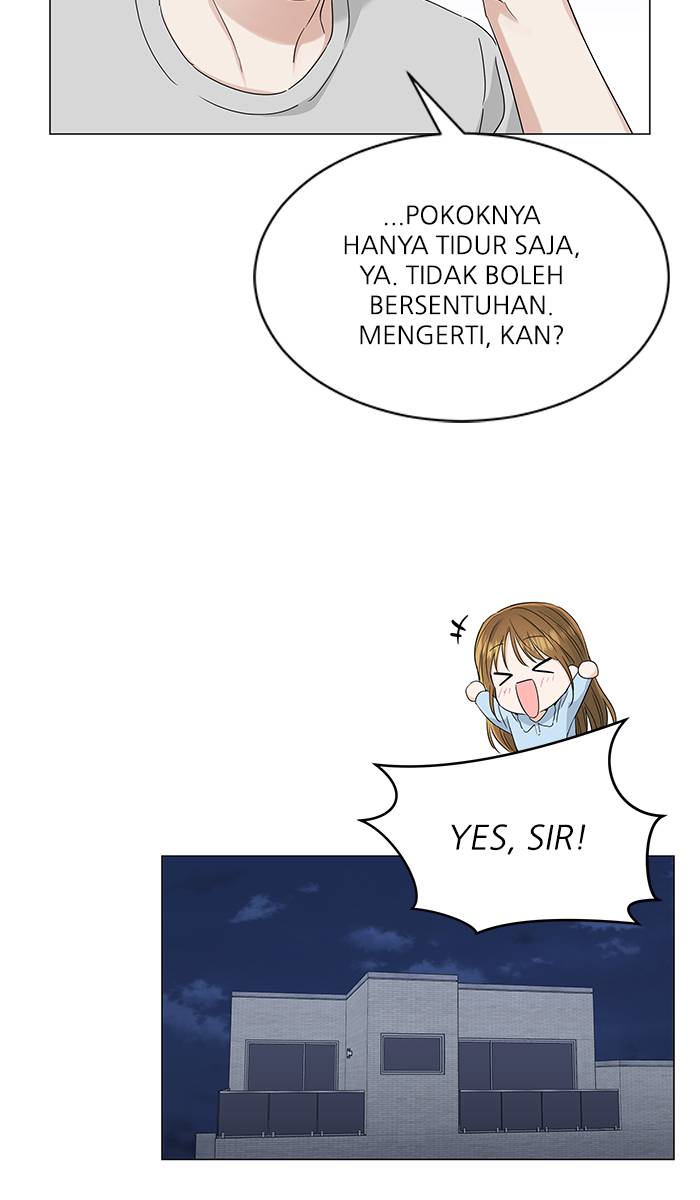 ...POKOKNYA
HANYA TIDUR SAJA,
YA. TIDAK BOLEH
BERSENTUHAN.
MENGERTI, KAN?
YES, SIR!